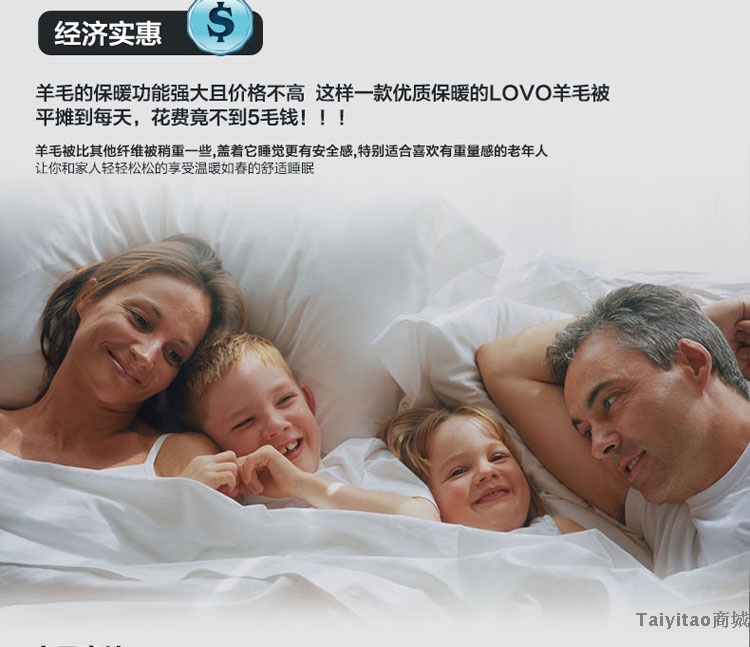 经济实惠
$
羊毛的保暖功能强大且价格不高 这样一款优质保暖的LOVO羊毛被
平摊到每天，花费竟不到5毛钱！！！
羊毛被比其他纤维被稍重一些,盖着它睡觉更有安全感,特别适合喜欢有重量感的老年人
让你和家人轻轻松松的享受温暖如春的舒适睡眠
Taiyitao商城